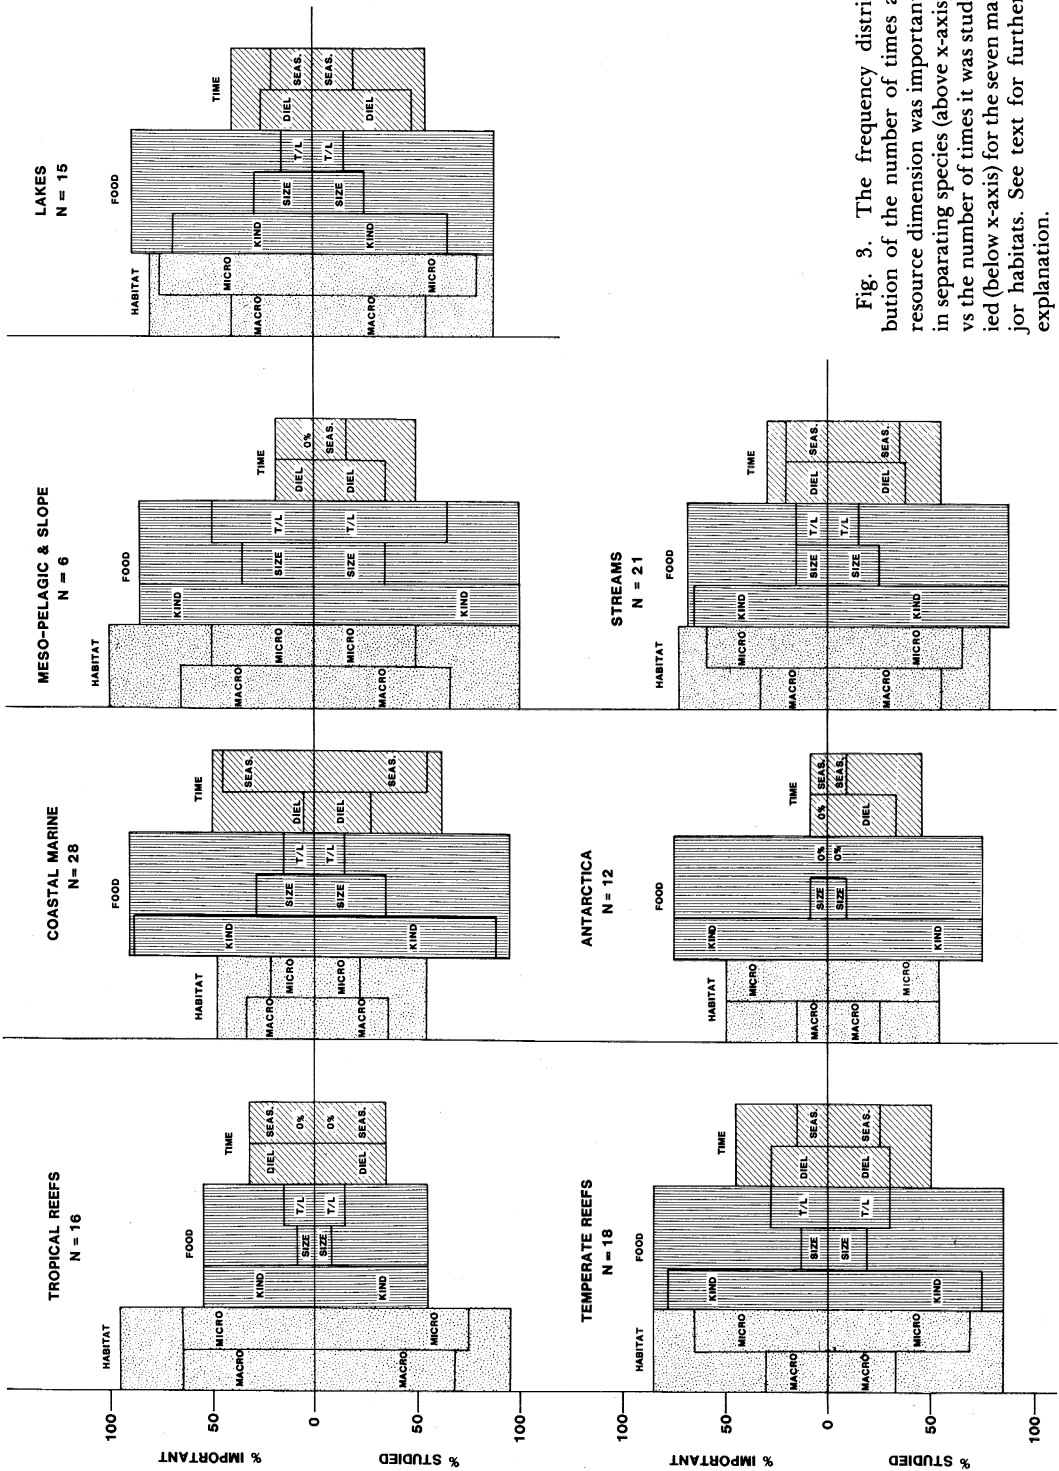 TROPICAL REEFS
N = 16
HABITAT
FOOD
TIME
MACRO
MICRO
KIND
SIZE
T/L
DIEL
SEAS.
0%
MACRO
MICRO
KIND
SIZE
T/L
DIEL
0%
SEAS.
COASTAL MARINE
N= 28
HABITAT
FOOD
TIME
MACRO
MICRO
KIND
SIZE
T/L
DIEL
SEAS.
MACRO
MICRO
KIND
SIZE
T/L
DIEL
SEAS.
MESO-PELAGIC & SLOPE
N = 6
HABITAT
FOOD
TIME
MACRO
MICRO
KIND
SIZE
T/L
DIEL
0%
MACRO
MICRO
KIND
SIZE
T/L
DIEL
SEAS.
LAKES
N = 15
HABITAT
FOOD
TIME
MACRO
MICRO
KIND
SIZE
T/L
DIEL
SEAS.
MACRO
MICRO
KIND
SIZE
T/L
DIEL
SEAS.
100
50
0
50
100
% IMPORTANT
% STUDIED
TEMPERATE REEFS
N = 18
HABITAT
FOOD
TIME
MACRO
MICRO
KIND
SIZE
T/L
DIEL
SEAS.
MACRO
MICRO
KIND
SIZE
T/L
DIEL
SEAS.
ANTARCTICA
N = 12
HABITAT
FOOD
TIME
MACRO
MICRO
KIND
SIZE
0%
0%
SEAS.
MACRO
MICRO
KIND
SIZE
0%
DIEL
SEAS.
STREAMS
N = 21
HABITAT
FOOD
TIME
MACRO
MICRO
KIND
SIZE
T/L
DIEL
SEAS.
MACRO
MICRO
KIND
SIZE
T/L
DIEL
SEAS.
100
50
0
50
100
% IMPORTANT
% STUDIED
Fig. 3. The frequency distri
bution of the number of times a
resource dimension was important
in separating species (above x-axis
vs the number of times it was stud
ied (below x-axis) for the seven ma
jor habitats. See text for further
explanation.